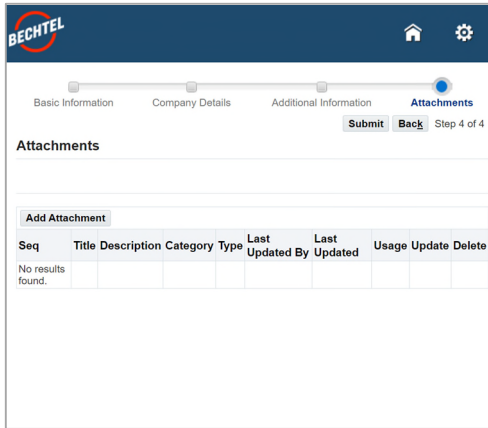 BECHTEL
Basic Information Company Details Additional Information Attachments
Submit Back Step 4 of 4
Attachments
Add Attachment
Seq Title Description Category Type Last Updated By Last Updated Usage Update Delete
No results found.